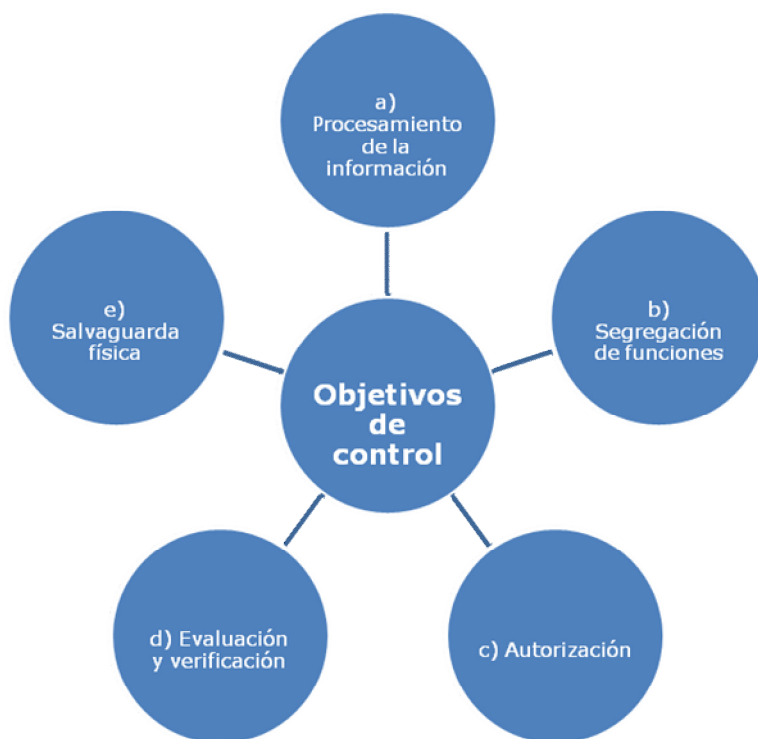 a)
Procesamiento
de la
información
e)
Salvaguarda
física
b)
Segregación
de funciones
Objetivos
de
control
d) Evaluación
y verificación
c) Autorización